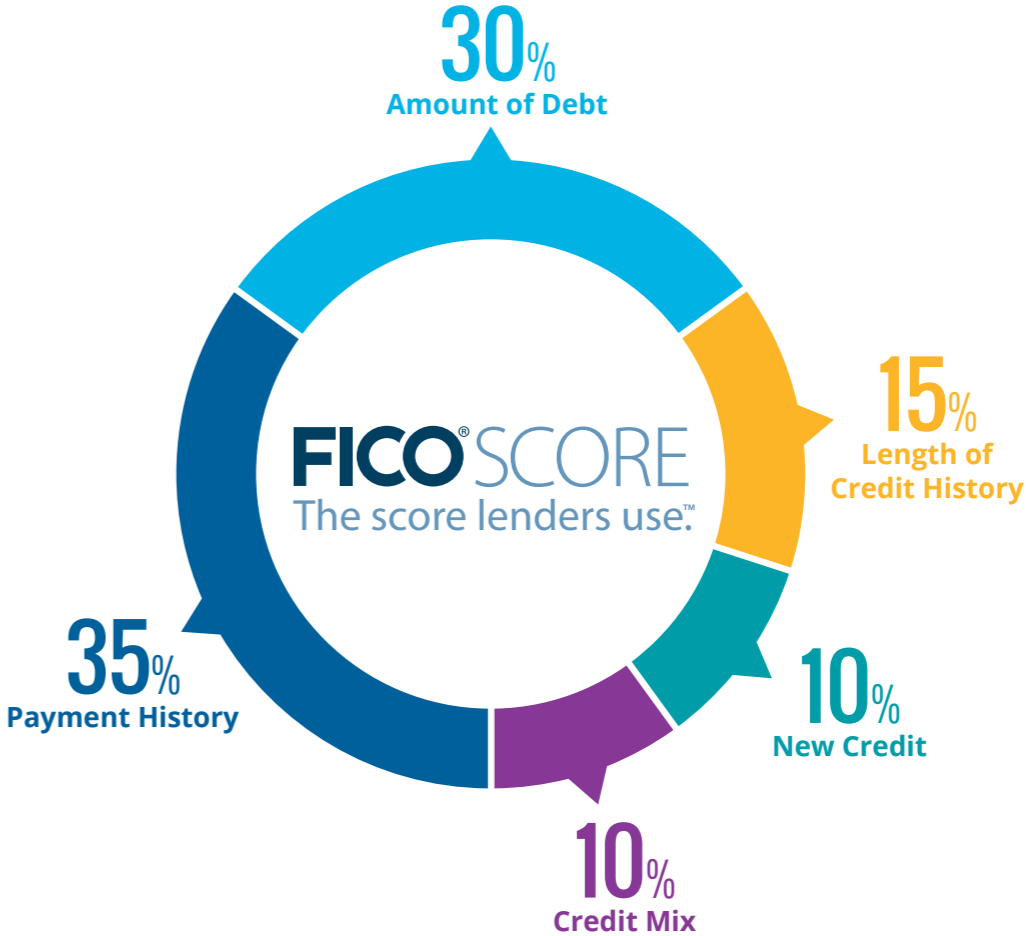 30%
Amount of Debt
15%
Length of
Credit History
FICO® SCORE
The score lenders use.™
35%
Payment History
10%
New Credit
10%
Credit Mix